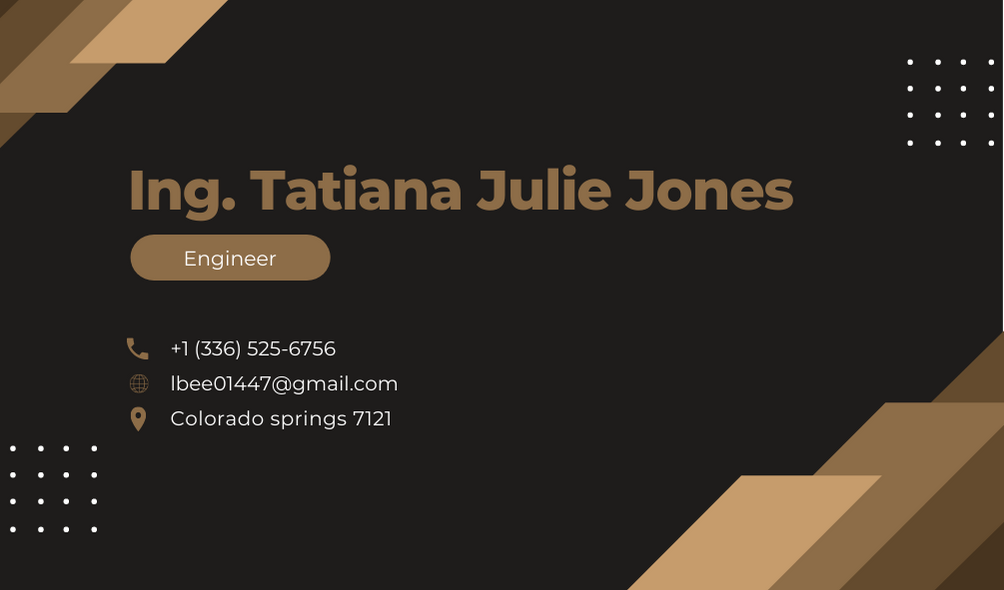 Ing. Tatiana Julie Jones
Engineer
+1 (336) 525-6756
lbee01447@gmail.com
Colorado springs 7121